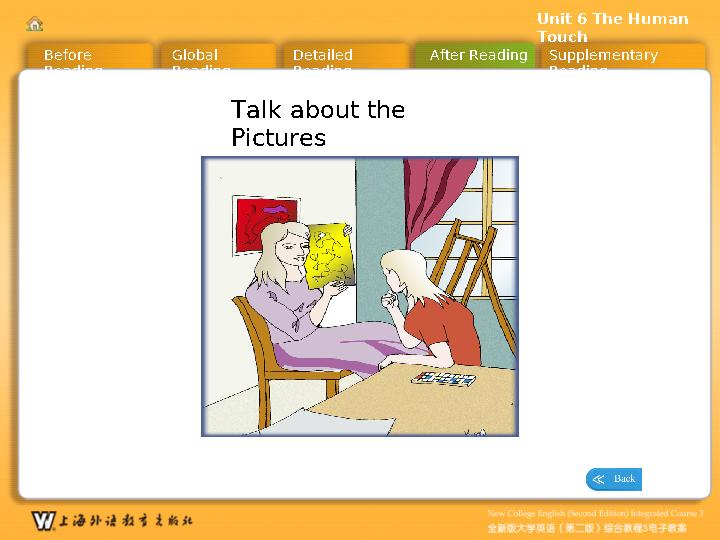 Unit 6 The Human
Touch
Before
Reading
Global
Reading
Detailed
Reading
After Reading
Supplementary
Reading
Talk about the
Pictures
Back
W 上海外语教育出版社
New College English (Second Edition) Integrated Course 3
全新版大学英语(第二版)综合教程3电子教案